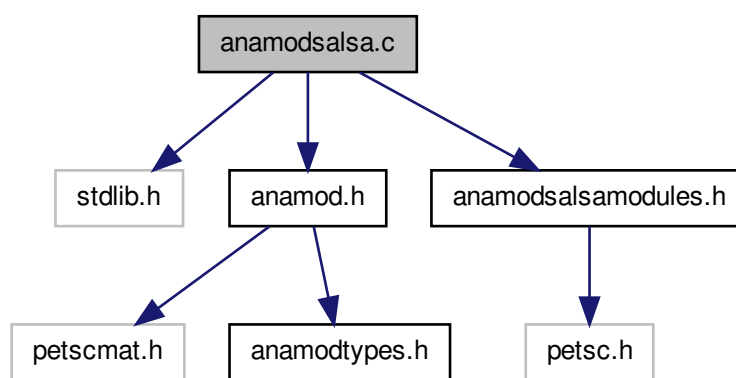 anamodsalsa.c
stdlib.h
anamod.h
anamodsalsamodules.h
petscmat.h
anamodtypes.h
petsc.h